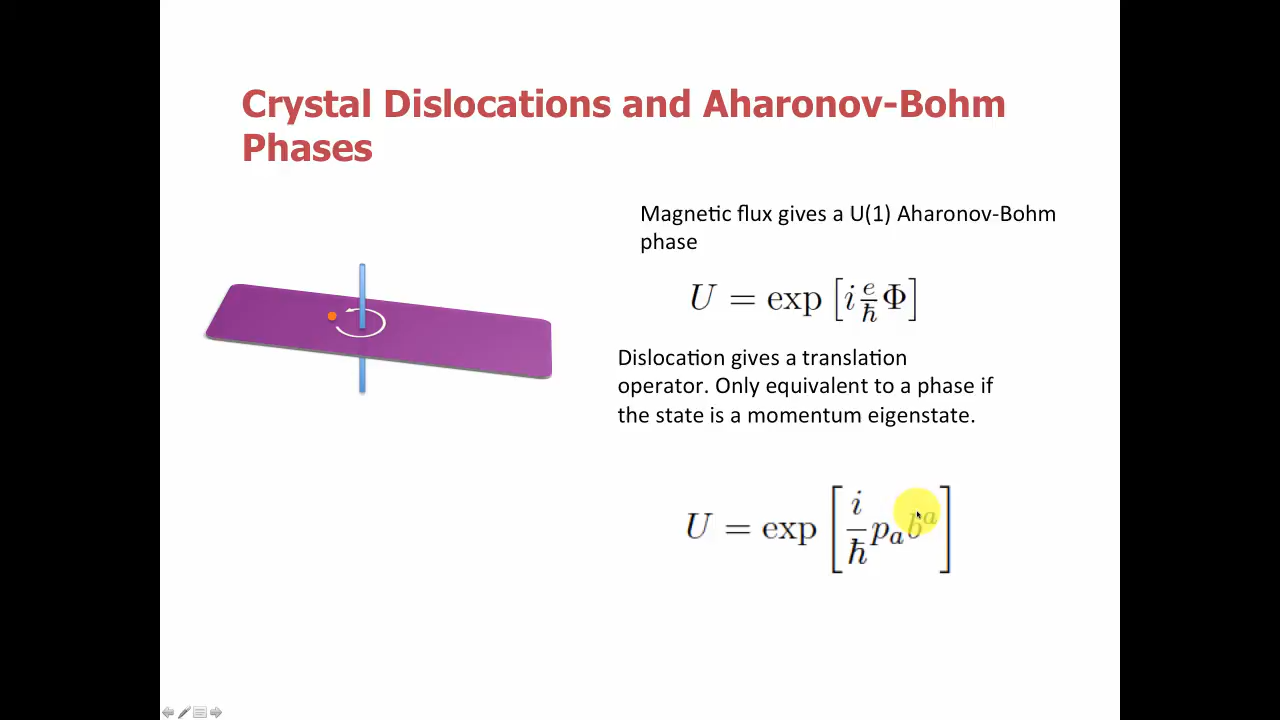 Crystal Dislocations and Aharonov-Bohm
Phases
Magnetic flux gives a U(1) Aharonov-Bohm
phase
U = exp [i e/ħ Φ]
Dislocation gives a translation
operator. Only equivalent to a phase if
the state is a momentum eigenstate.
U = exp [i/ħ pₐbᵃ]